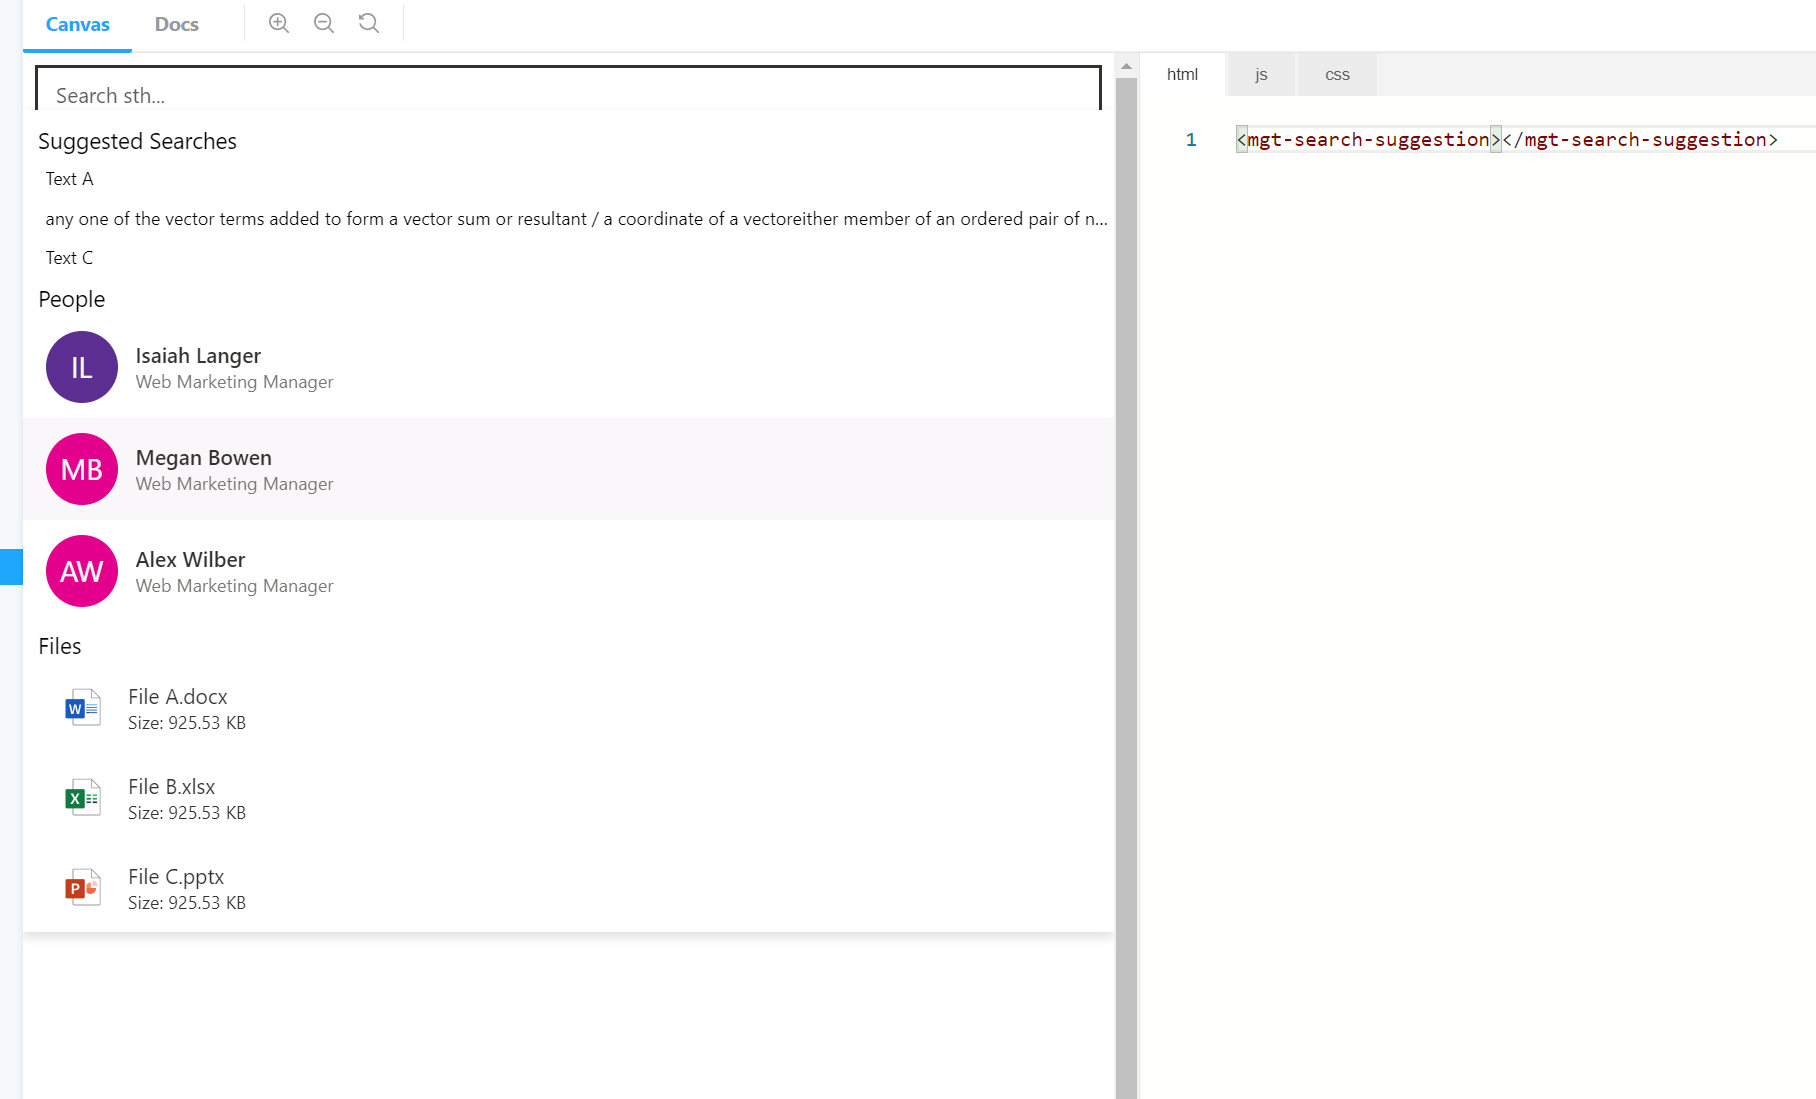 Canvas
Docs
Search sth...
Suggested Searches
Text A
any one of the vector terms added to form a vector sum or resultant / a coordinate of a vectoreither member of an ordered pair of n...
Text C
People
IL
Isaiah Langer
Web Marketing Manager
MB
Megan Bowen
Web Marketing Manager
AW
Alex Wilber
Web Marketing Manager
Files
W
File A.docx
Size: 925.53 KB
X
File B.xlsx
Size: 925.53 KB
P
File C.pptx
Size: 925.53 KB
html
js
css
1
<mgt-search-suggestion></mgt-search-suggestion>